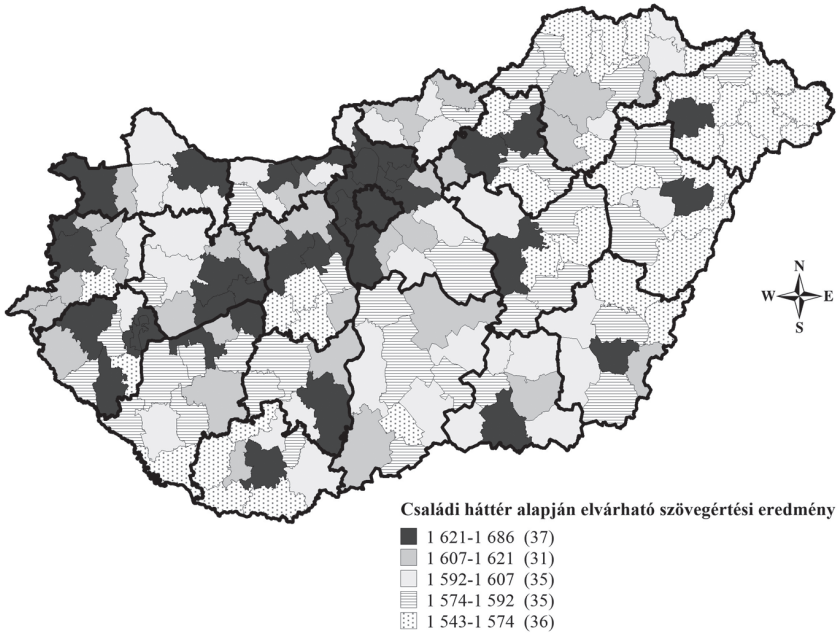 N
W E
S
Családi háttér alapján elvárható szövegértési eredmény
1 621-1 686 (37)
1 607-1 621 (31)
1 592-1 607 (35)
1 574-1 592 (35)
1 543-1 574 (36)